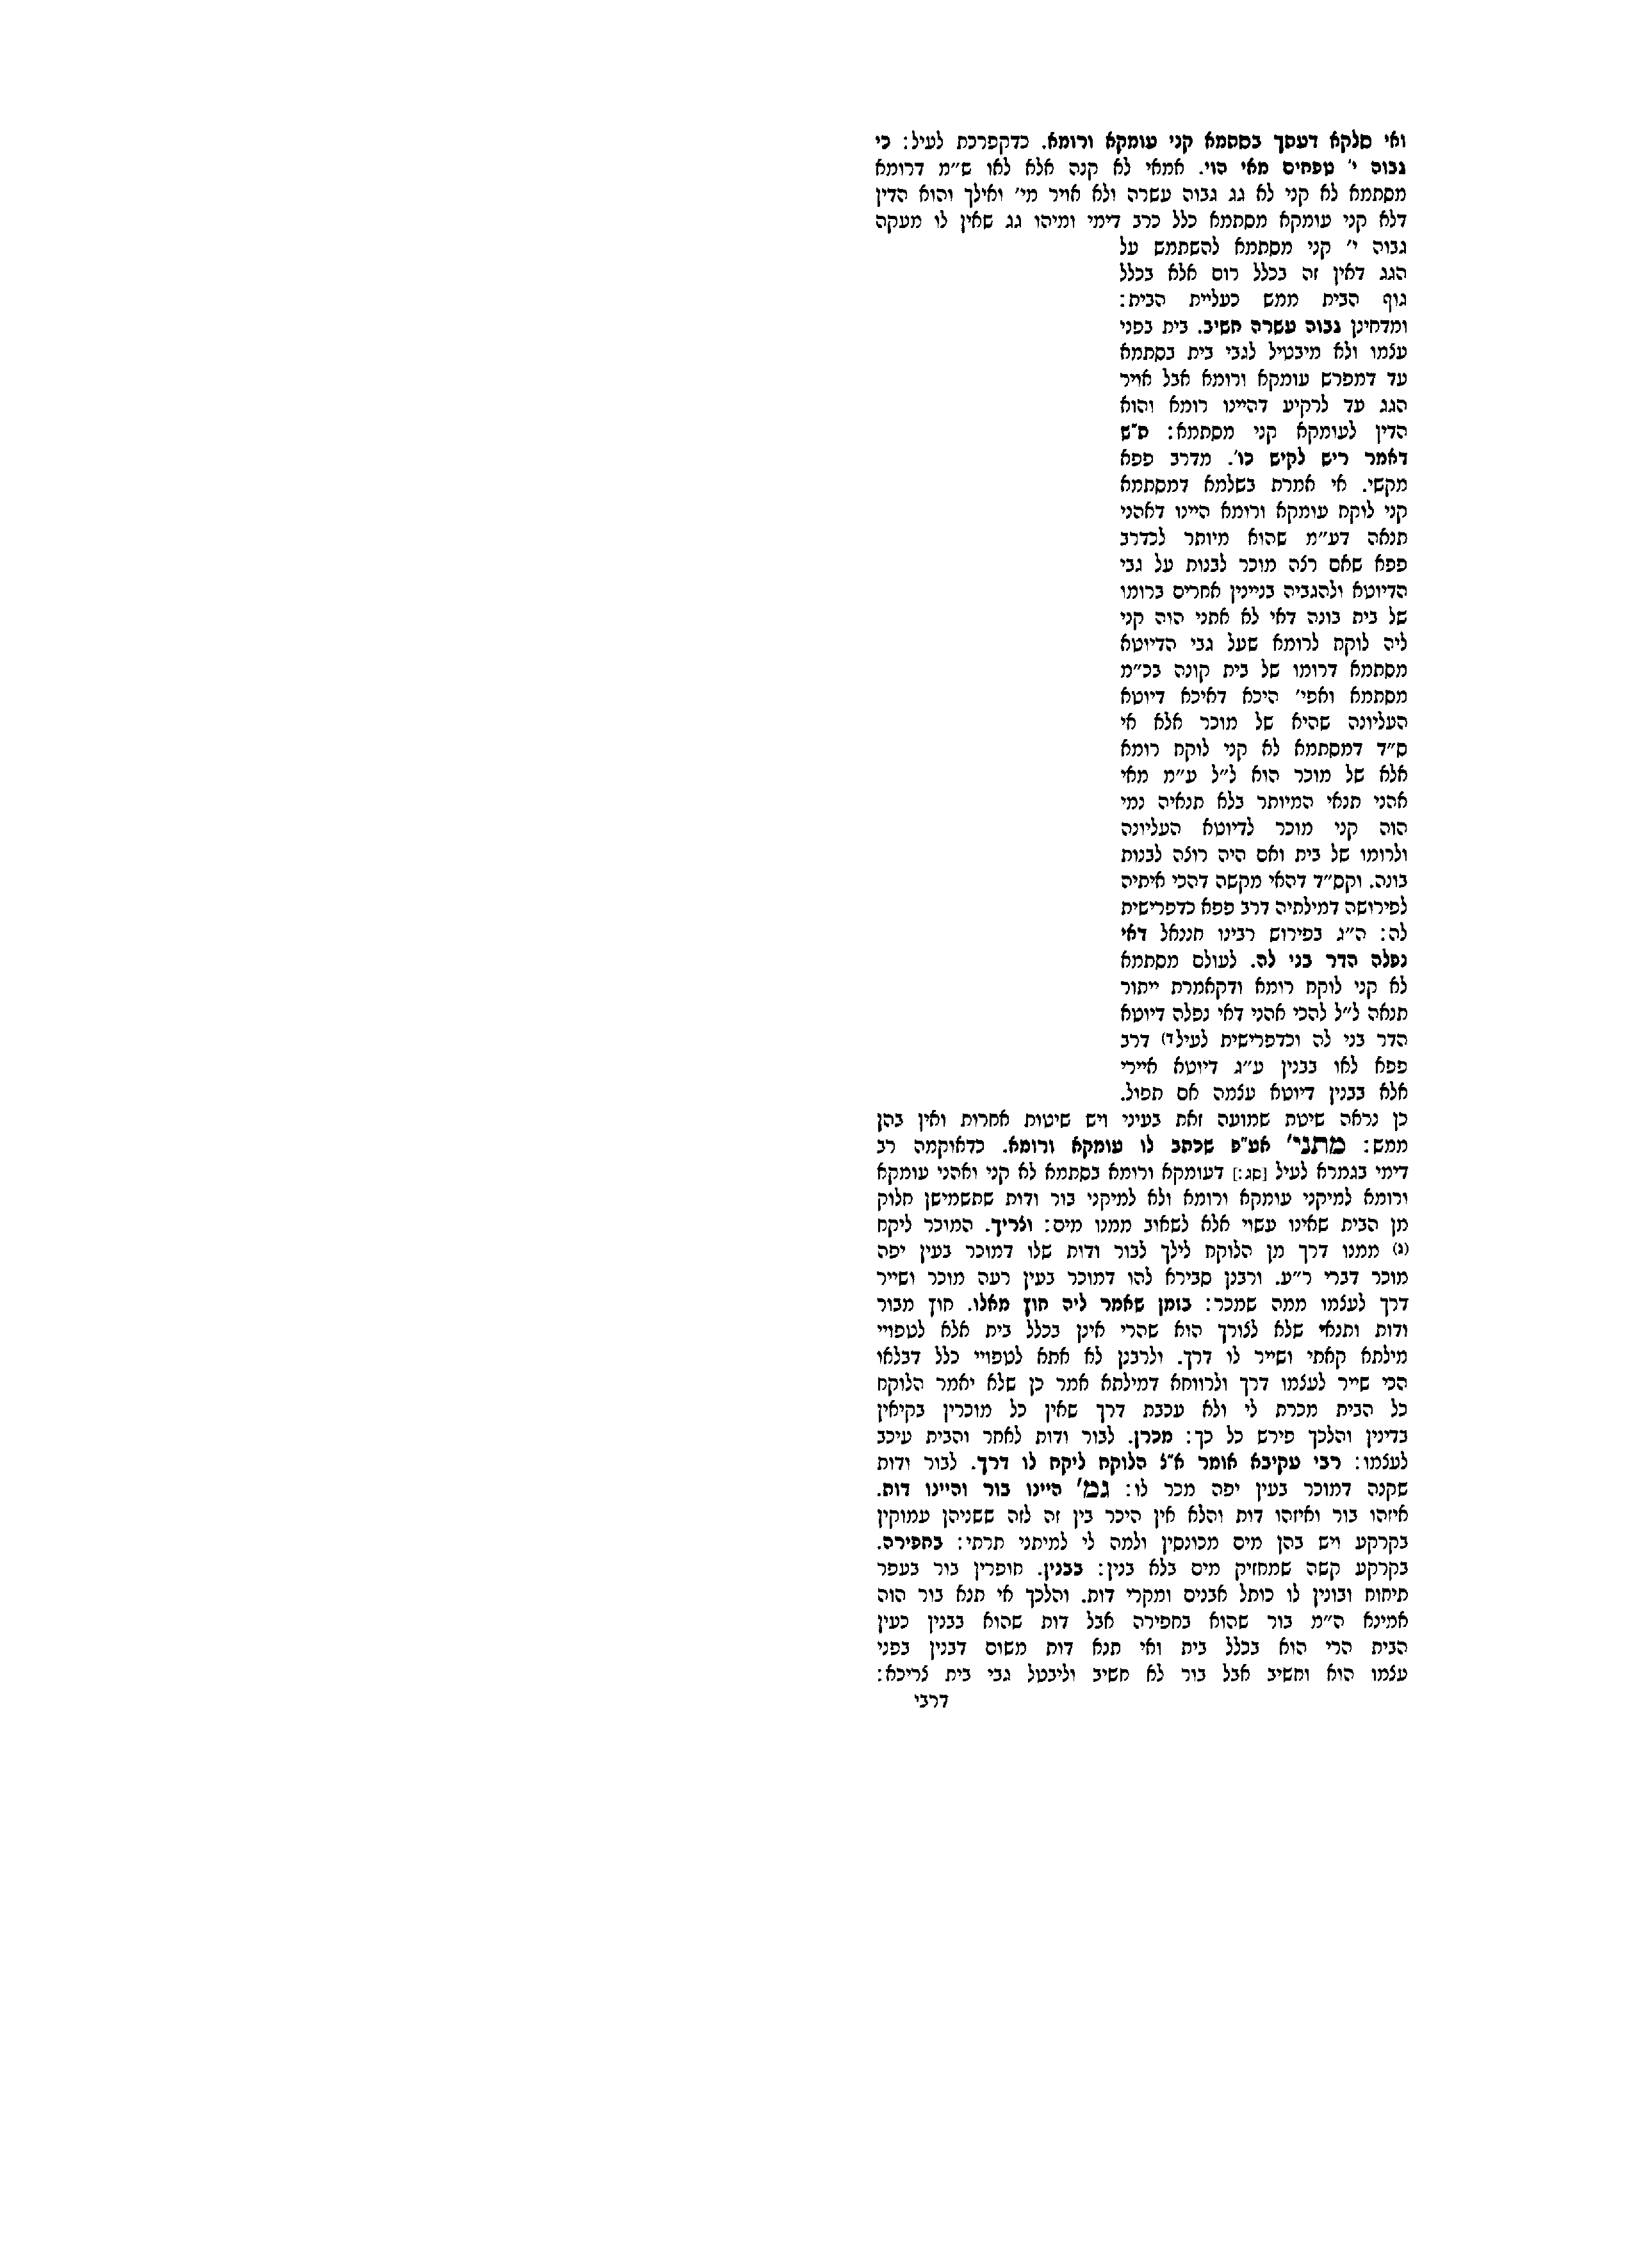 ואי סלקא דעתך בסתמא קני עומקא ורומא. כדקפרכת לעיל: כי
גבוה י' טפחים מאי הוי. אמאי לא קנה אלא לאו ש"מ דרומא
מסתמא לא קני לא גג גבוה עשרה ולא אויר מי' ואילך והוא הדין
דלא קני עומקא מסתמא כלל כרב דימי ומיהו גג שאין לו מעקה
גבוה י' קני מסתמא להשתמש על
הגג דאין זה בכלל רום אלא בכלל
גוף הבית ממש כעליית הבית:
ומדחינן גבוה עשרה חשיב. בית בפני
עצמו ולא מיבטיל לגבי בית בסתמא
עד דמפרש עומקא ורומא אבל אויר
הגג עד לרקיע דהיינו רומא והוא
הדין לעומקא קני מסתמא: ת"ש
דאמר ריש לקיש כו'. מדרב פפא
מקשי. אי אמרת בשלמא דמסתמא
קני לוקח עומקא ורומא היינו דאהני
תנאה דע"מ שהוא מיותר לכדרב
פפא שאם רצה מוכר לבנות על גבי
הדיוטא ולהגביה בניינין אחרים ברומו
של בית בונה דאי לא אתני הוה קני
ליה לוקח לרומא שעל גבי הדיוטא
מסתמא דרומו של בית קונה בכ"מ
מסתמא ואפי' היכא דאיכא דיוטא
העליונה שהיא של מוכר אלא אי
ס"ד דמסתמא לא קני לוקח רומא
אלא של מוכר הוא ל"ל ע"מ מאי
אהני תנאי המיותר בלא תנאיה נמי
הוה קני מוכר לדיוטא העליונה
ולרומו של בית ואם היה רוצה לבנות
בונה. וקס"ד דהאי מקשה דהכי איתיה
לפירושה דמילתיה דרב פפא כדפרישית
לה: ה"ג בפירוש רבינו חננאל דאי
נפלה הדר בני לה. לעולם מסתמא
לא קני לוקח רומא ודקאמרת ייתור
תנאה ל"ל להכי אהני דאי נפלה דיוטא
הדר בני לה וכדפרישית לעילד) דרב
פפא לאו בבנין ע"ג דיוטא איירי
אלא בבנין דיוטא עצמה אם תפול.
כן נראה שיטת שמועה זאת בעיני ויש שיטות אחרות ואין בהן
ממש: מתני' אע"פ שכתב לו עומקא ורומא. כדאוקמה רב
דימי בגמרא לעיל [סג:] דעומקא ורומא בסתמא לא קני ואהני עומקא
ורומא למיקני עומקא ורומא ולא למיקני בור ודות שתשמישן חלוק
מן הבית שאינו עשוי אלא לשאוב ממנו מים: וצריך. המוכר ליקח
(ג) ממנו דרך מן הלוקח לילך לבור ודות שלו דמוכר בעין יפה
מוכר דברי ר"ע. ורבנן סבירא להו דמוכר בעין רעה מוכר ושייר
דרך לעצמו ממה שמכר: בזמן שאמר ליה חוץ מאלו. חוץ מבור
ודות ותנאי שלא לצורך הוא שהרי אינן בכלל בית אלא לטפויי
מילתא קאתי ושייר לו דרך. ולרבנן לא אתא לטפויי כלל דבלאו
הכי שייר לעצמו דרך ולרווחא דמילתא אמר כן שלא יאמר הלוקח
כל הבית מכרת לי ולא עכבת דרך שאין כל מוכרין בקיאין
בדינין והלכך פירש כל כך: מכרן. לבור ודות לאחר והבית עיכב
לעצמו: רבי עקיבא אומר א"צ הלוקח ליקח לו דרך. לבור ודות
שקנה דמוכר בעין יפה מכר לו: גמ' היינו בור והיינו דות.
איזהו בור ואיזהו דות והלא אין היכר בין זה לזה ששניהן עמוקין
בקרקע ויש בהן מים מכונסין ולמה לי למיתני תרתי: בחפירה.
בקרקע קשה שמחזיק מים בלא בנין: בבנין. חופרין בור בעפר
תיחוח ובונין לו כותל אבנים ומקרי דות. והלכך אי תנא בור הוה
אמינא ה"מ בור שהוא בחפירה אבל דות שהוא בבנין כעין
הבית הרי הוא בכלל בית ואי תנא דות משום דבנין בפני
עצמו הוא וחשיב אבל בור לא חשיב וליבטל גבי בית צריכא:
דרבי